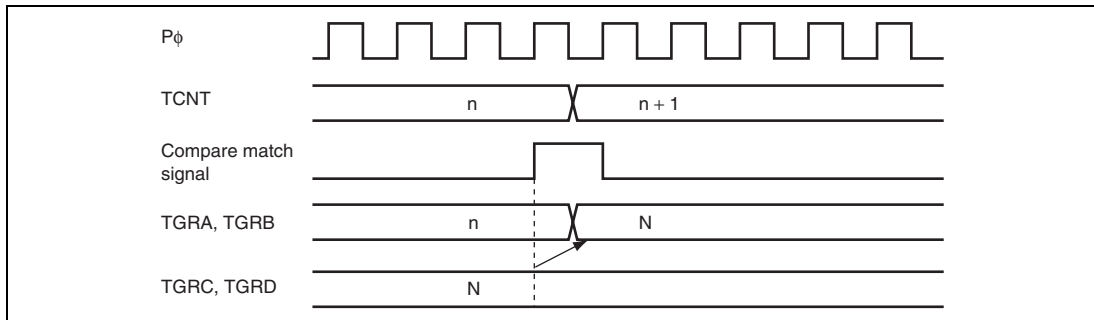 Pφ
TCNT
n
n + 1
Compare match
signal
TGRA, TGRB
n
N
TGRC, TGRD
N